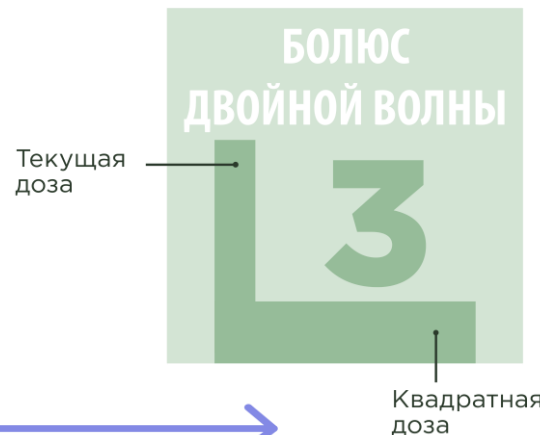 БОЛЮС
ДВОЙНОЙ ВОЛНЫ
Текущая
доза
3
Квадратная
доза